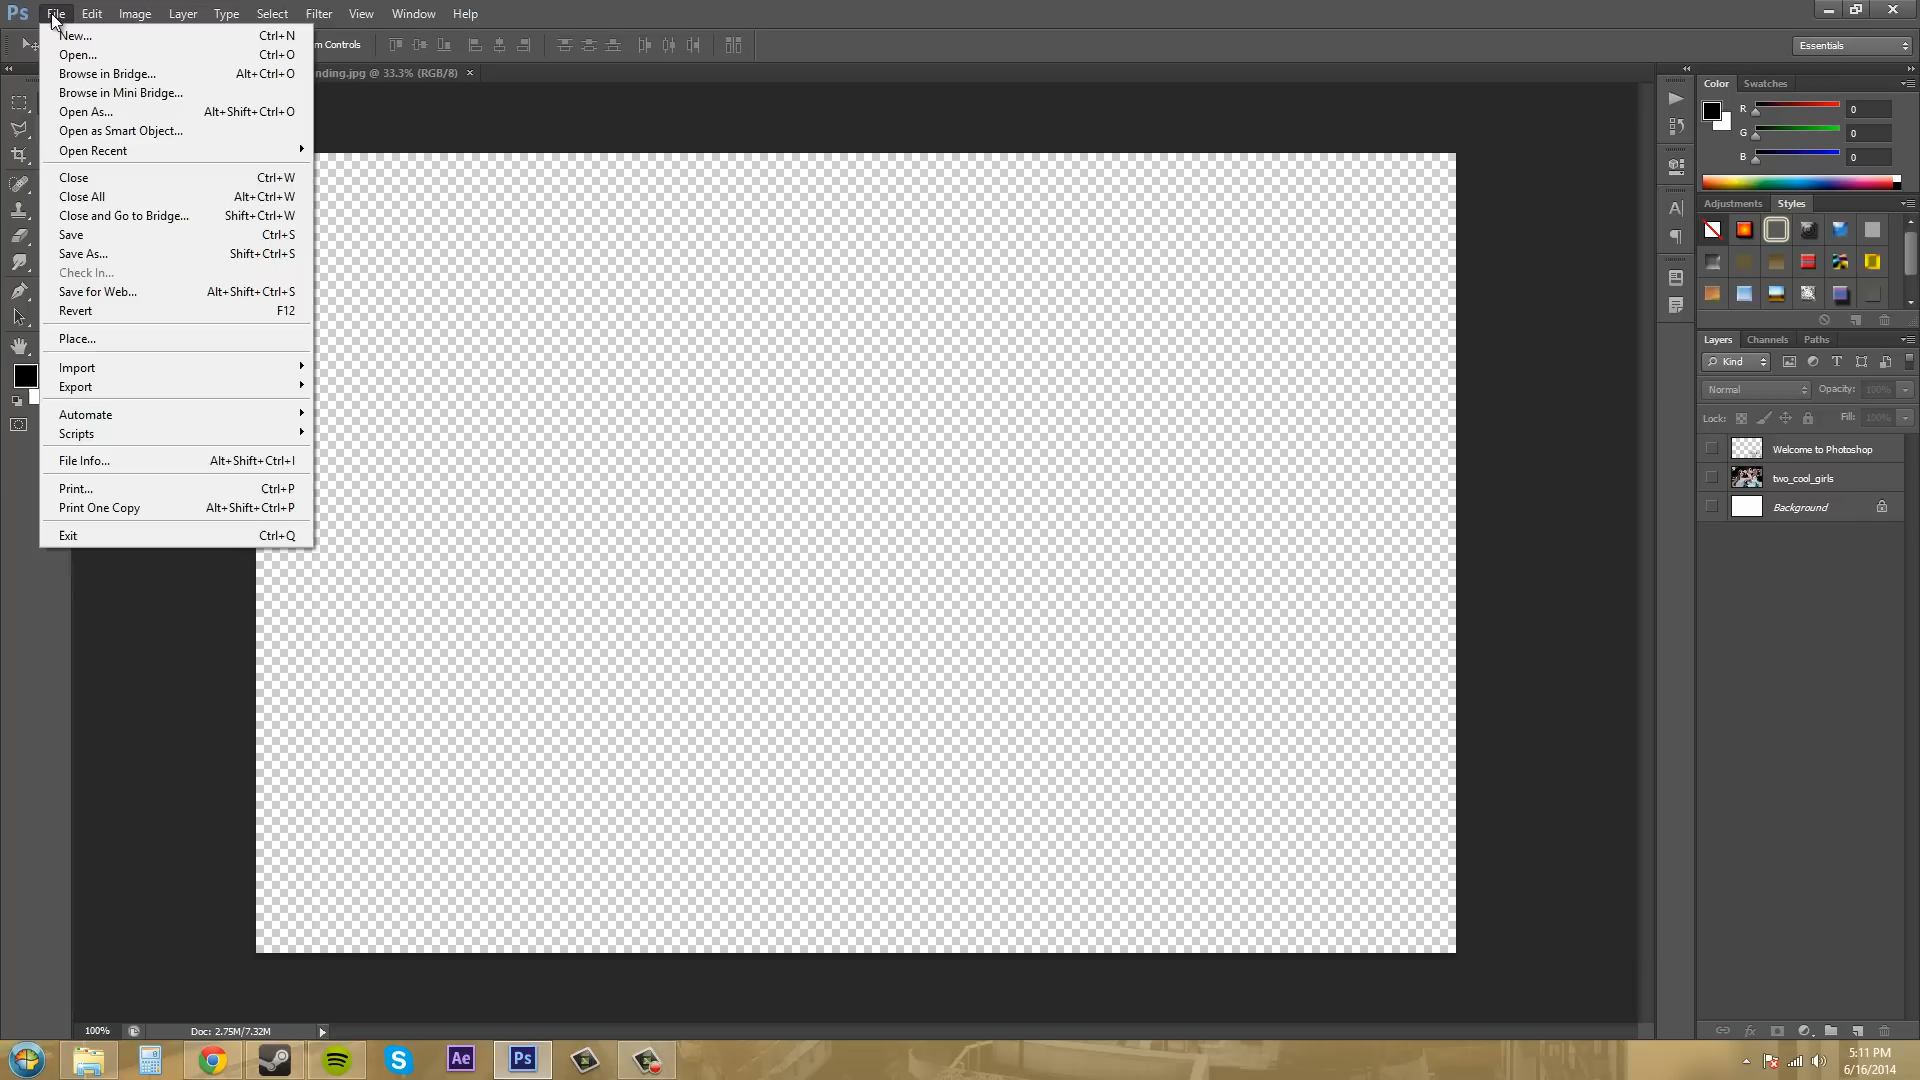 Ps File Edit Image Layer Type Select Filter View Window Help
m Controls
Essentials
nding.jpg @ 33.3% (RGB/8) ×
New... Ctrl+N
Open... Ctrl+O
Browse in Bridge... Alt+Ctrl+O
Browse in Mini Bridge...
Open As... Alt+Shift+Ctrl+O
Open as Smart Object...
Open Recent
Close Ctrl+W
Close All Alt+Ctrl+W
Close and Go to Bridge... Shift+Ctrl+W
Save Ctrl+S
Save As... Shift+Ctrl+S
Check In...
Save for Web... Alt+Shift+Ctrl+S
Revert F12
Place...
Import
Export
Automate
Scripts
File Info... Alt+Shift+Ctrl+I
Print... Ctrl+P
Print One Copy Alt+Shift+Ctrl+P
Exit Ctrl+Q
Color Swatches
R 0
G 0
B 0
Adjustments Styles
Layers Channels Paths
Kind
Normal Opacity: 100%
Lock: Fill: 100%
Welcome to Photoshop
two_cool_girls
Background
100% Doc: 2.75M/7.32M
Ae Ps
5:11 PM
6/16/2014